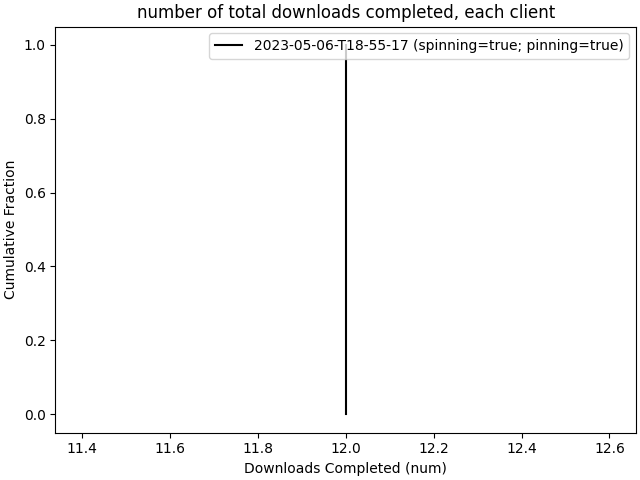 number of total downloads completed, each client
2023-05-06-T18-55-17 (spinning=true; pinning=true)
1.0
0.8
0.6
0.4
0.2
0.0
Cumulative Fraction
11.4 11.6 11.8 12.0 12.2 12.4 12.6
Downloads Completed (num)